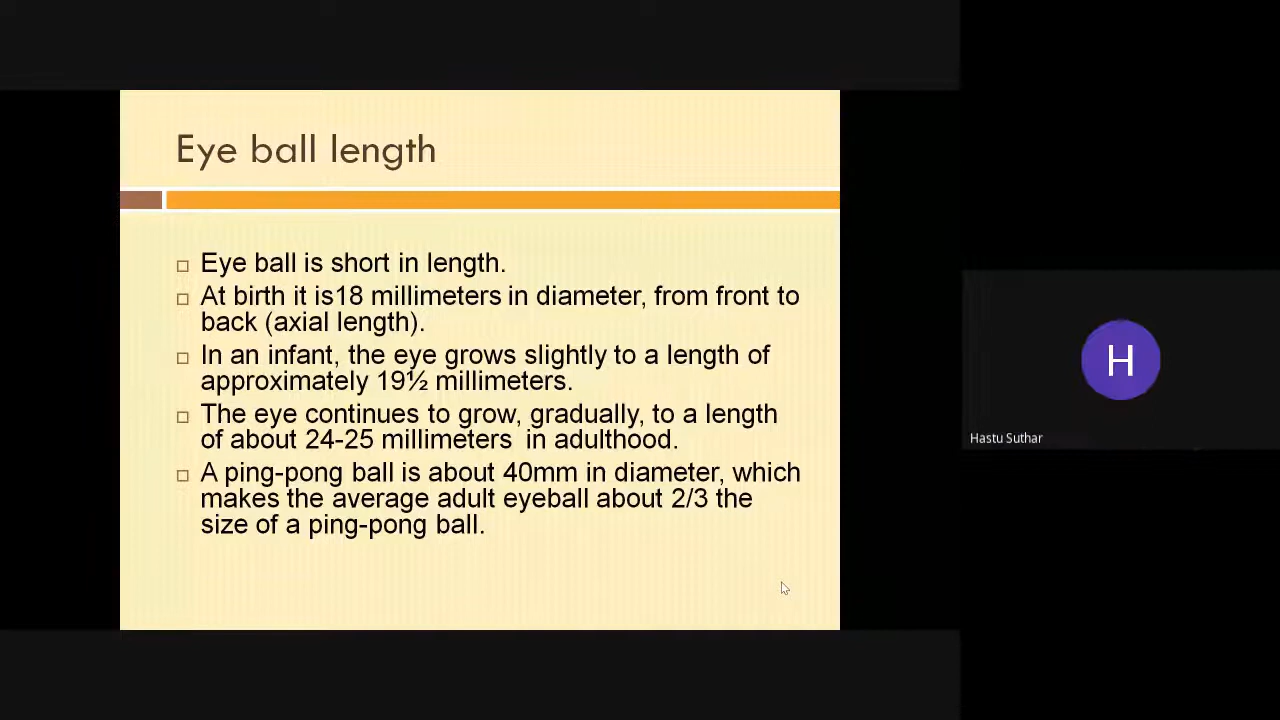 Eye ball length
Eye ball is short in length.
At birth it is18 millimeters in diameter, from front to
back (axial length).
In an infant, the eye grows slightly to a length of
approximately 19½ millimeters.
The eye continues to grow, gradually, to a length
of about 24-25 millimeters in adulthood.
A ping-pong ball is about 40mm in diameter, which
makes the average adult eyeball about 2/3 the
size of a ping-pong ball.
H
Hastu Suthar